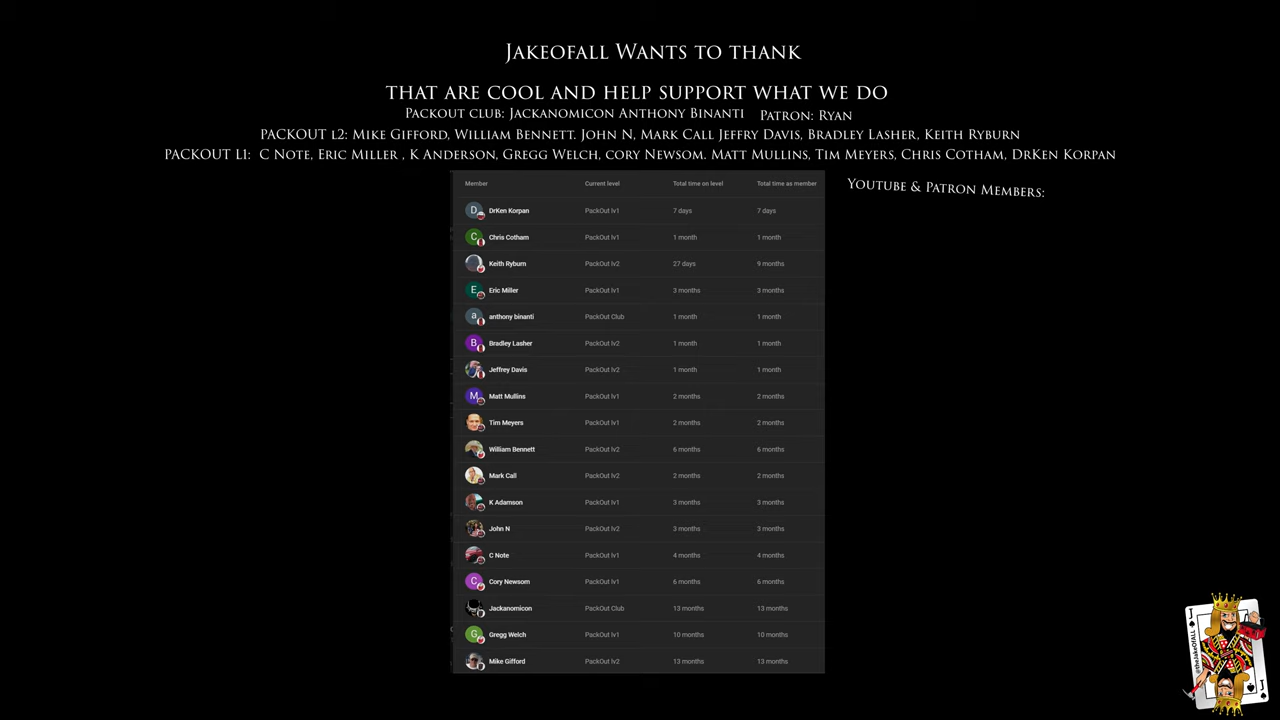 Jakeofall Wants to thank
that are cool and help support what we do
Packout club: Jackanomicon Anthony Binanti Patron: Ryan
PACKOUT L2: Mike Gifford, William Bennett. John N, Mark Call Jeffry Davis, Bradley Lasher, Keith Ryburn
PACKOUT L1: C Note, Eric Miller , K Anderson, Gregg Welch, cory Newsom. Matt Mullins, Tim Meyers, Chris Cotham, DrKen Korpan
Youtube & Patron Members:
Member Current level Total time on level Total time as member
D DrKen Korpan PackOut lv1 7 days 7 days
C Chris Cotham PackOut lv1 1 month 1 month
Keith Ryburn PackOut lv2 27 days 9 months
E Eric Miller PackOut lv1 3 months 3 months
a anthony binanti PackOut Club 1 month 1 month
B Bradley Lasher PackOut lv2 1 month 1 month
Jeffrey Davis PackOut lv2 1 month 1 month
M Matt Mullins PackOut lv1 2 months 2 months
Tim Meyers PackOut lv1 2 months 2 months
William Bennett PackOut lv2 6 months 6 months
Mark Call PackOut lv2 2 months 2 months
K Adamson PackOut lv1 3 months 3 months
John N PackOut lv2 3 months 3 months
C Note PackOut lv1 4 months 4 months
C Cory Newsom PackOut lv1 6 months 6 months
Jackanomicon PackOut Club 13 months 13 months
G Gregg Welch PackOut lv1 10 months 10 months
Mike Gifford PackOut lv2 13 months 13 months
J
@theJakeOfAll
J